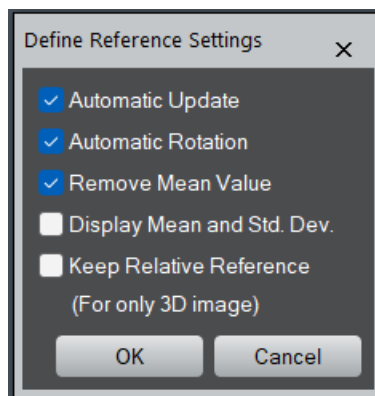 Define Reference Settings
Automatic Update
Automatic Rotation
Remove Mean Value
Display Mean and Std. Dev.
Keep Relative Reference
(For only 3D image)
OK Cancel